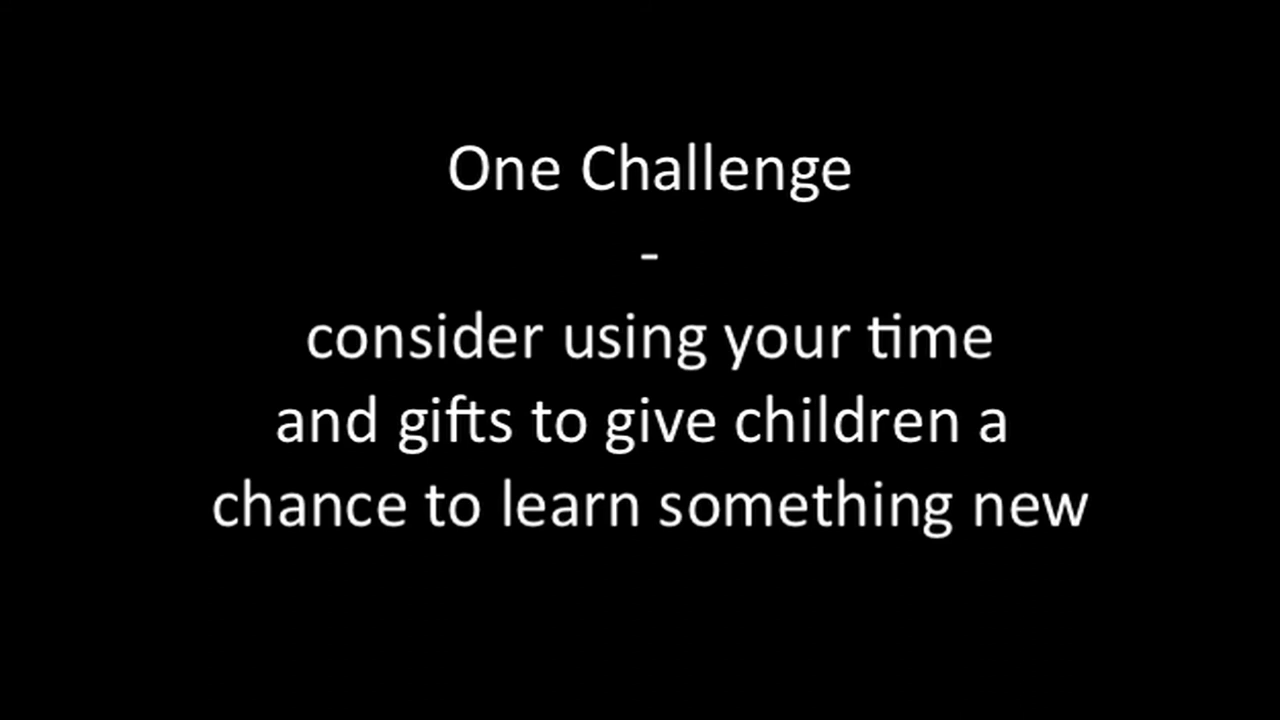 One Challenge
-
consider using your time
and gifts to give children a
chance to learn something new